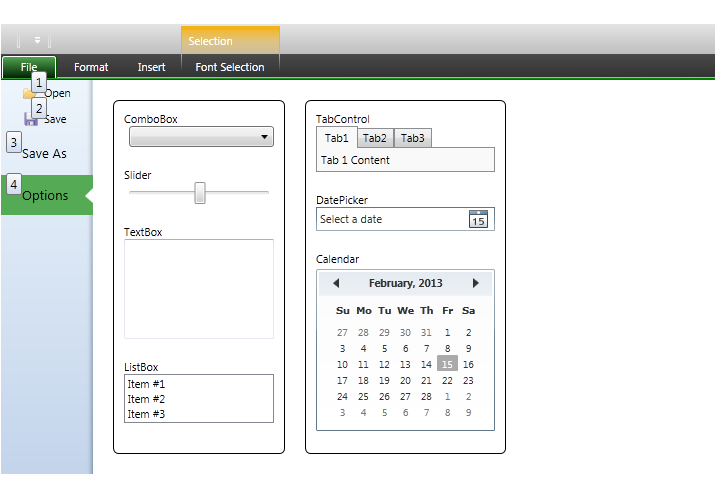 Selection
File Format Insert Font Selection
1
Open
2
Save
3
Save As
4
Options
ComboBox
Slider
TextBox
ListBox
Item #1
Item #2
Item #3
TabControl
Tab1 Tab2 Tab3
Tab 1 Content
DatePicker
Select a date 15
Calendar
February, 2013
Su Mo Tu We Th Fr Sa
27 28 29 30 31 1 2
3 4 5 6 7 8 9
10 11 12 13 14 15 16
17 18 19 20 21 22 23
24 25 26 27 28 1 2
3 4 5 6 7 8 9